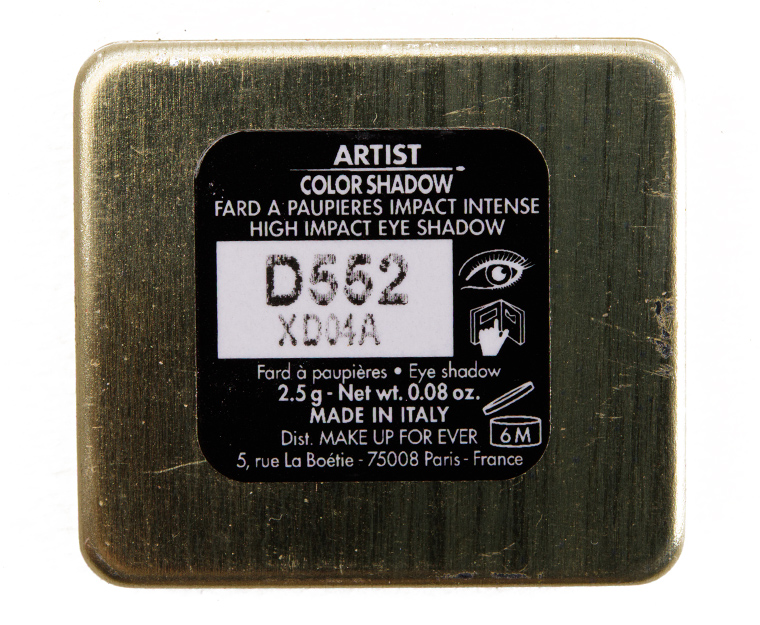 ARTIST
COLOR SHADOW
FARD A PAUPIERES IMPACT INTENSE
HIGH IMPACT EYE SHADOW
D552
XD04A
Fard à paupières • Eye shadow
2.5 g - Net wt. 0.08 oz.
MADE IN ITALY
Dist. MAKE UP FOR EVER
6M
5, rue La Boétie - 75008 Paris - France